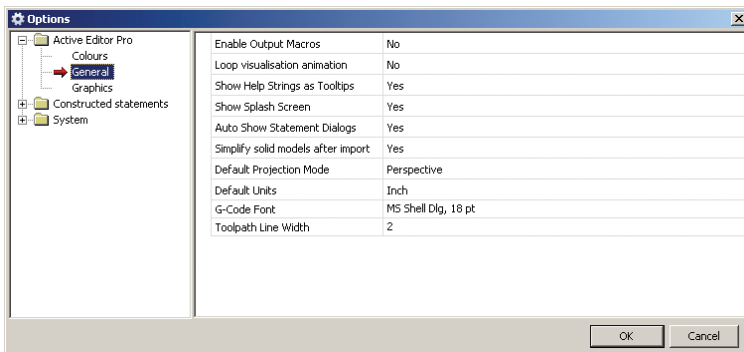 Options
Active Editor Pro
Colours
General
Graphics
Constructed statements
System
Enable Output Macros No
Loop visualisation animation No
Show Help Strings as Tooltips Yes
Show Splash Screen Yes
Auto Show Statement Dialogs Yes
Simplify solid models after import Yes
Default Projection Mode Perspective
Default Units Inch
G-Code Font MS Shell Dlg, 18 pt
Toolpath Line Width 2
OK Cancel